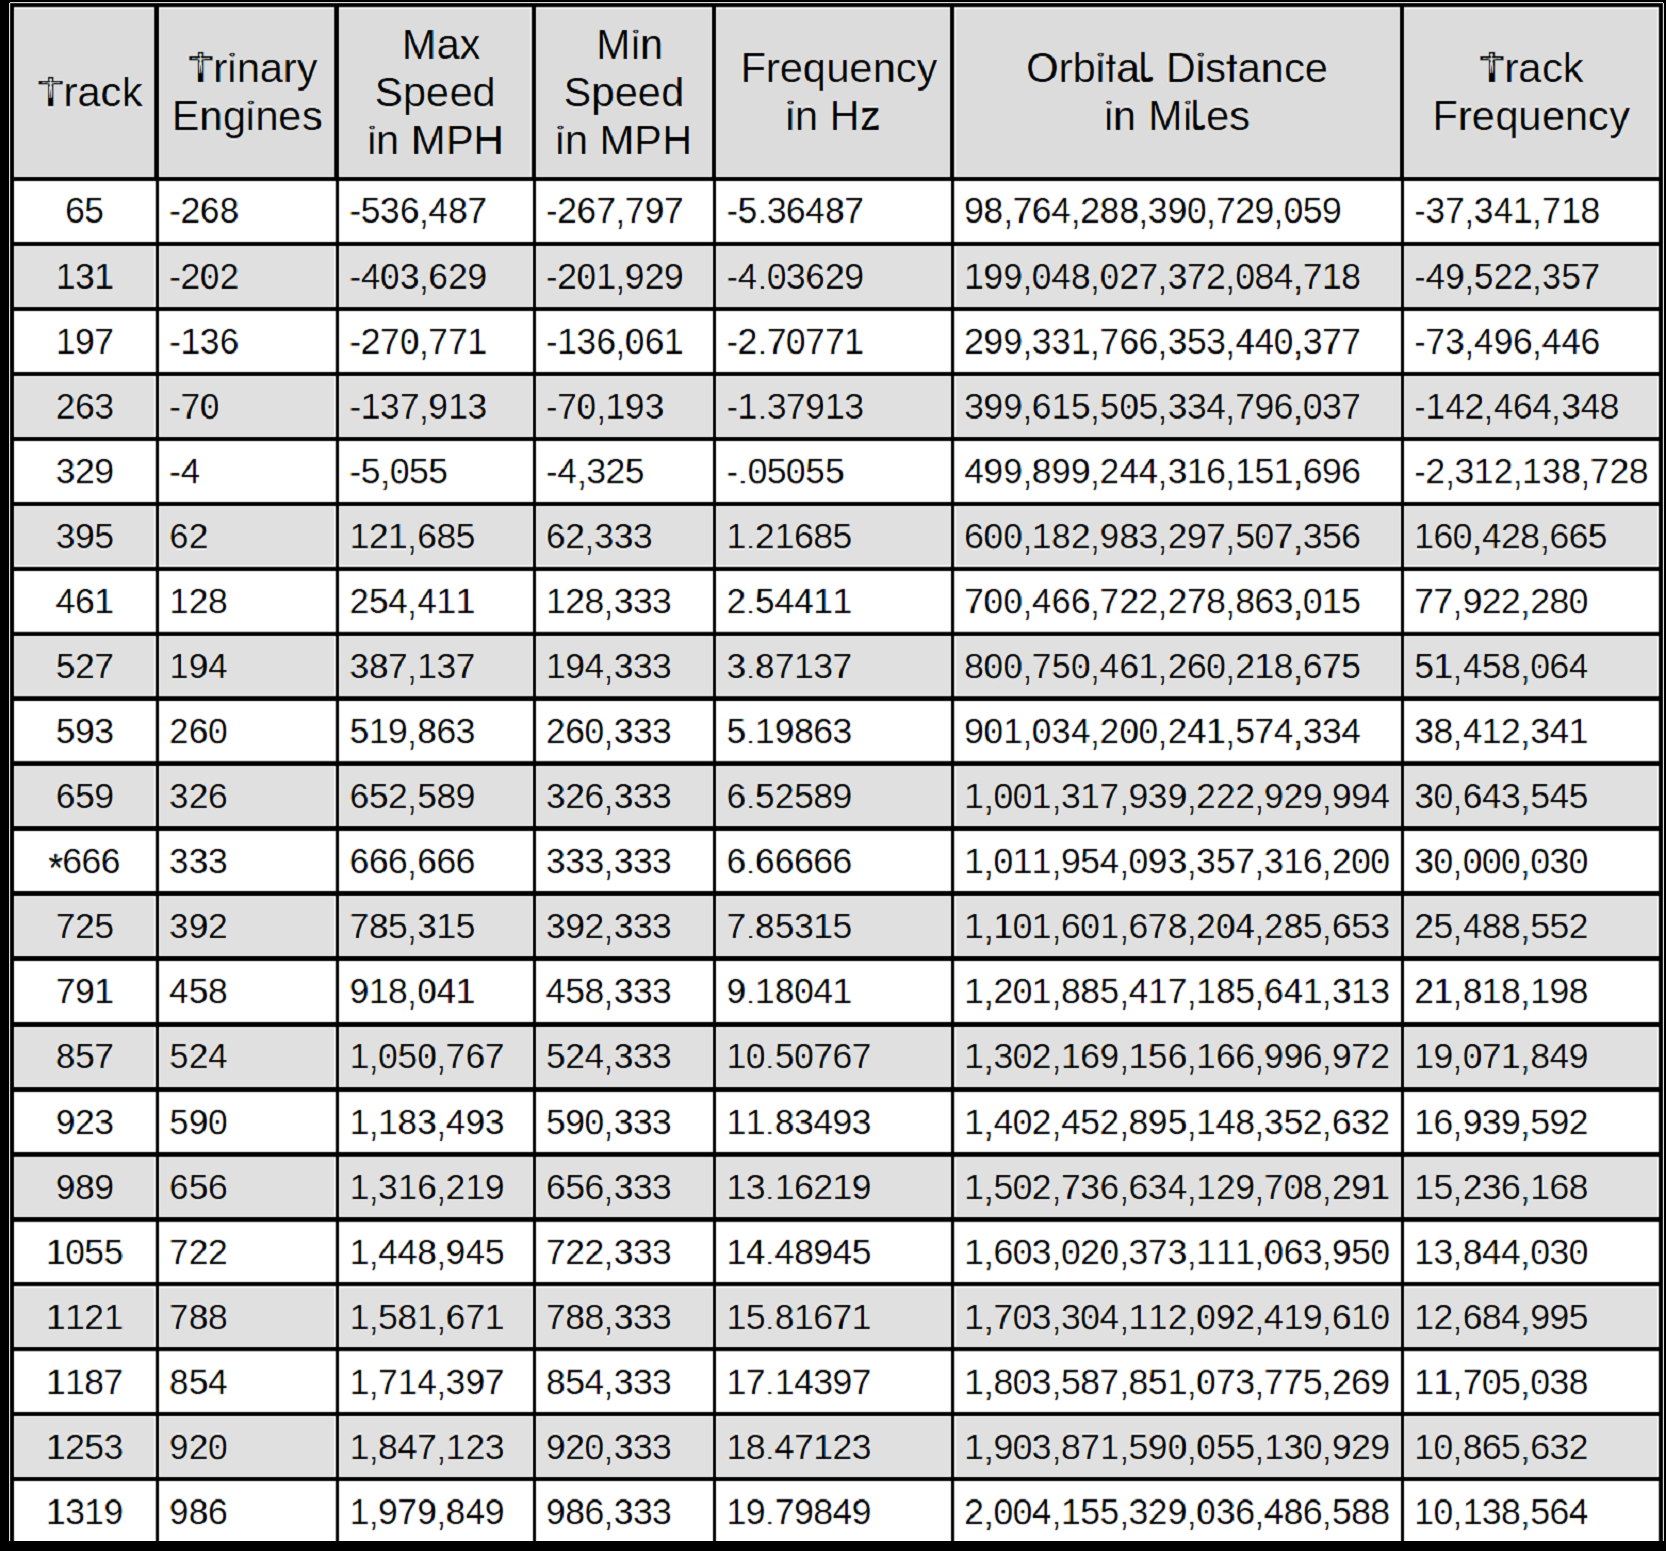 Track Trinary Engines Max Speed in MPH Min Speed in MPH Frequency in Hz Orbital Distance in Miles Track Frequency
65 -268 -536,487 -267,797 -5.36487 98,764,288,390,729,059 -37,341,718
131 -202 -403,629 -201,929 -4.03629 199,048,027,372,084,718 -49,522,357
197 -136 -270,771 -136,061 -2.70771 299,331,766,353,440,377 -73,496,446
263 -70 -137,913 -70,193 -1.37913 399,615,505,334,796,037 -142,464,348
329 -4 -5,055 -4,325 -.05055 499,899,244,316,151,696 -2,312,138,728
395 62 121,685 62,333 1.21685 600,182,983,297,507,356 160,428,665
461 128 254,411 128,333 2.54411 700,466,722,278,863,015 77,922,280
527 194 387,137 194,333 3.87137 800,750,461,260,218,675 51,458,064
593 260 519,863 260,333 5.19863 901,034,200,241,574,334 38,412,341
659 326 652,589 326,333 6.52589 1,001,317,939,222,929,994 30,643,545
*666 333 666,666 333,333 6.66666 1,011,954,093,357,316,200 30,000,030
725 392 785,315 392,333 7.85315 1,101,601,678,204,285,653 25,488,552
791 458 918,041 458,333 9.18041 1,201,885,417,185,641,313 21,818,198
857 524 1,050,767 524,333 10.50767 1,302,169,156,166,996,972 19,071,849
923 590 1,183,493 590,333 11.83493 1,402,452,895,148,352,632 16,939,592
989 656 1,316,219 656,333 13.16219 1,502,736,634,129,708,291 15,236,168
1055 722 1,448,945 722,333 14.48945 1,603,020,373,111,063,950 13,844,030
1121 788 1,581,671 788,333 15.81671 1,703,304,112,092,419,610 12,684,995
1187 854 1,714,397 854,333 17.14397 1,803,587,851,073,775,269 11,705,038
1253 920 1,847,123 920,333 18.47123 1,903,871,590,055,130,929 10,865,632
1319 986 1,979,849 986,333 19.79849 2,004,155,329,036,486,588 10,138,564